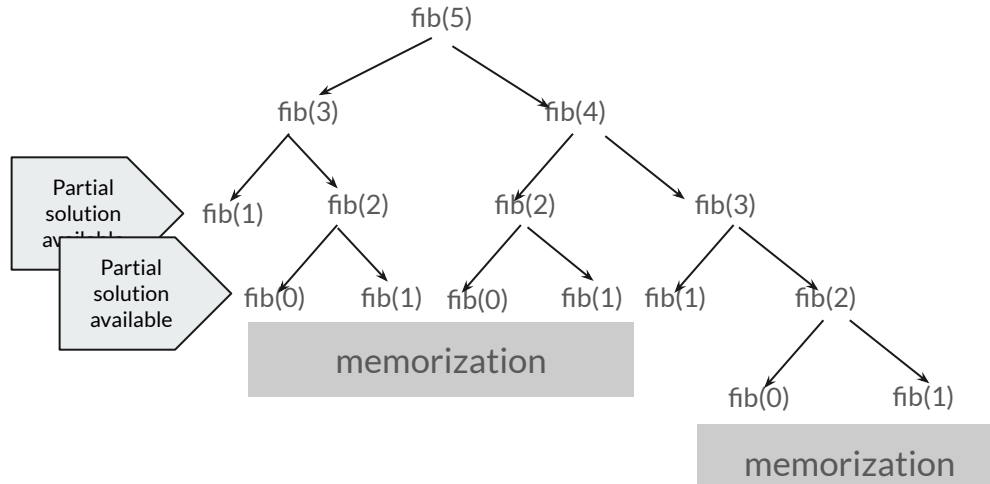 fib(5)
fib(3)
fib(4)
Partial
solution
fib(1)
fib(2)
fib(2)
fib(3)
Partial
solution
available
fib(0)
fib(1)
fib(0)
fib(1)
fib(1)
fib(2)
memorization
fib(0)
fib(1)
memorization